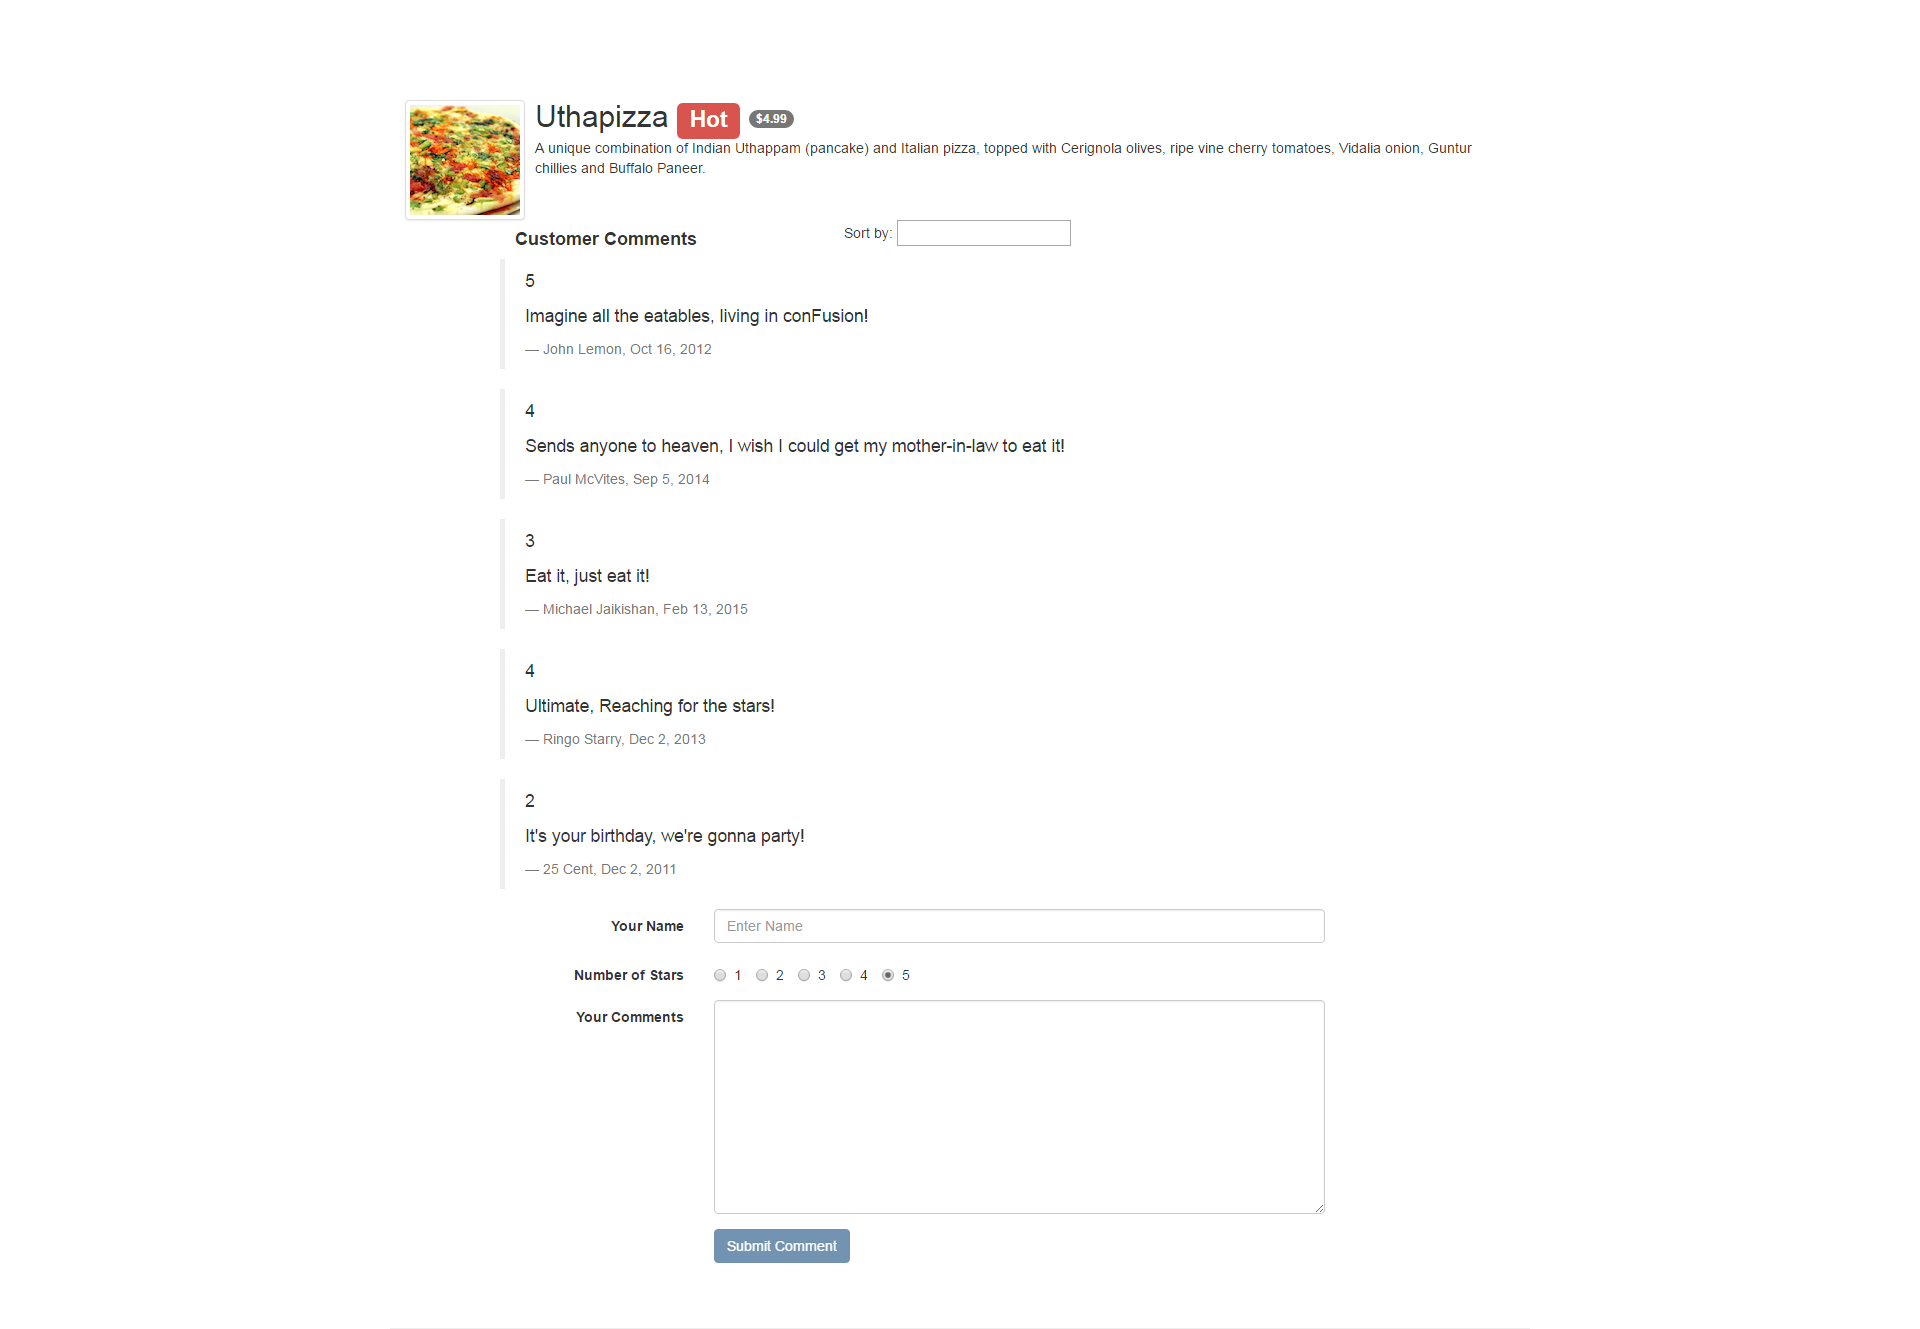 Uthapizza Hot $4.99
A unique combination of Indian Uthappam (pancake) and Italian pizza, topped with Cerignola olives, ripe vine cherry tomatoes, Vidalia onion, Guntur
chillies and Buffalo Paneer.
Customer Comments
Sort by:
5
Imagine all the eatables, living in conFusion!
— John Lemon, Oct 16, 2012
4
Sends anyone to heaven, I wish I could get my mother-in-law to eat it!
— Paul McVites, Sep 5, 2014
3
Eat it, just eat it!
— Michael Jaikishan, Feb 13, 2015
4
Ultimate, Reaching for the stars!
— Ringo Starry, Dec 2, 2013
2
It's your birthday, we're gonna party!
— 25 Cent, Dec 2, 2011
Your Name
Enter Name
Number of Stars
1 2 3 4 5
Your Comments
Submit Comment